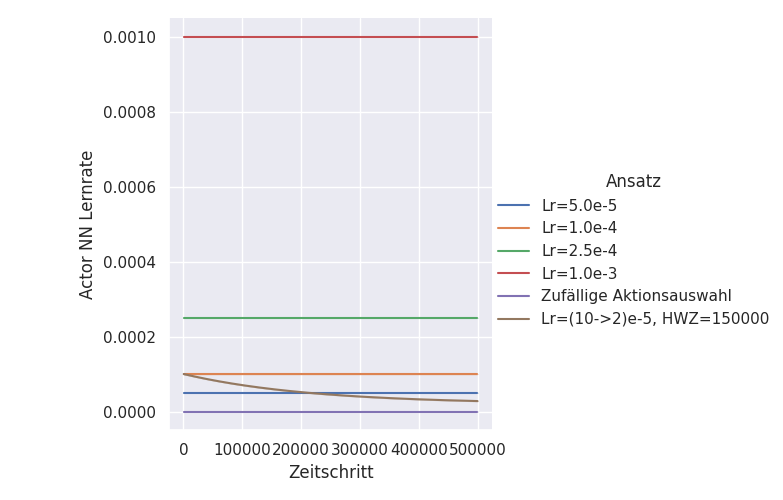 0.0010
0.0008
0.0006
0.0004
0.0002
0.0000
Actor NN Lernrate
0 100000 200000 300000 400000 500000
Zeitschritt
Ansatz
Lr=5.0e-5
Lr=1.0e-4
Lr=2.5e-4
Lr=1.0e-3
Zufällige Aktionsauswahl
Lr=(10->2)e-5, HWZ=150000